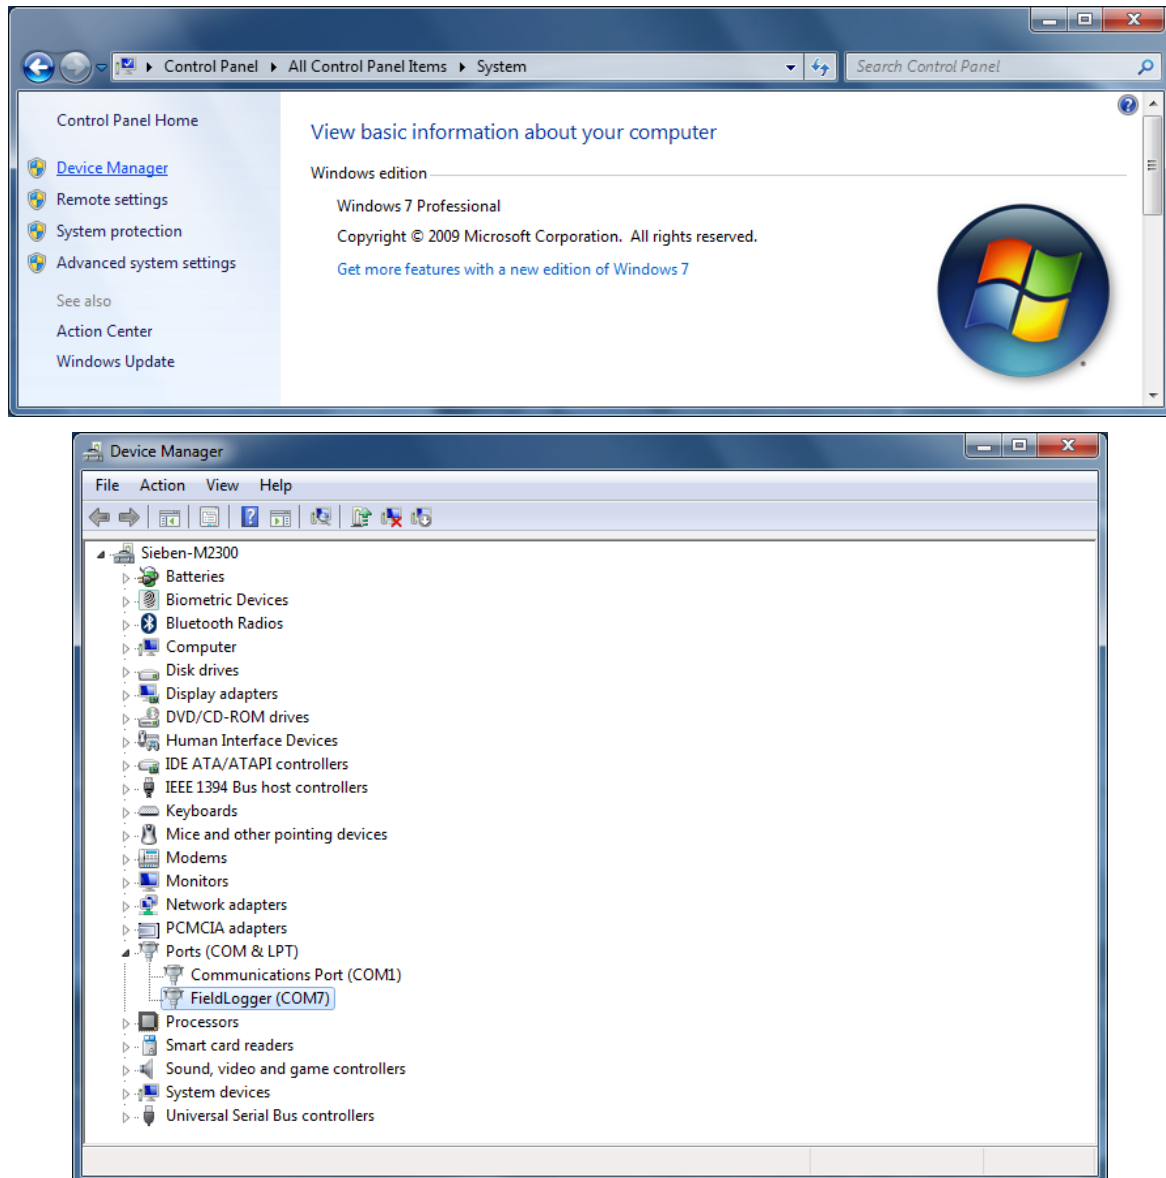 Control Panel All Control Panel Items System
Search Control Panel
Control Panel Home
Device Manager
Remote settings
System protection
Advanced system settings
See also
Action Center
Windows Update
View basic information about your computer
Windows edition
Windows 7 Professional
Copyright © 2009 Microsoft Corporation. All rights reserved.
Get more features with a new edition of Windows 7
Device Manager
File Action View Help
Sieben-M2300
Batteries
Biometric Devices
Bluetooth Radios
Computer
Disk drives
Display adapters
DVD/CD-ROM drives
Human Interface Devices
IDE ATA/ATAPI controllers
IEEE 1394 Bus host controllers
Keyboards
Mice and other pointing devices
Modems
Monitors
Network adapters
PCMCIA adapters
Ports (COM & LPT)
Communications Port (COM1)
FieldLogger (COM7)
Processors
Smart card readers
Sound, video and game controllers
System devices
Universal Serial Bus controllers